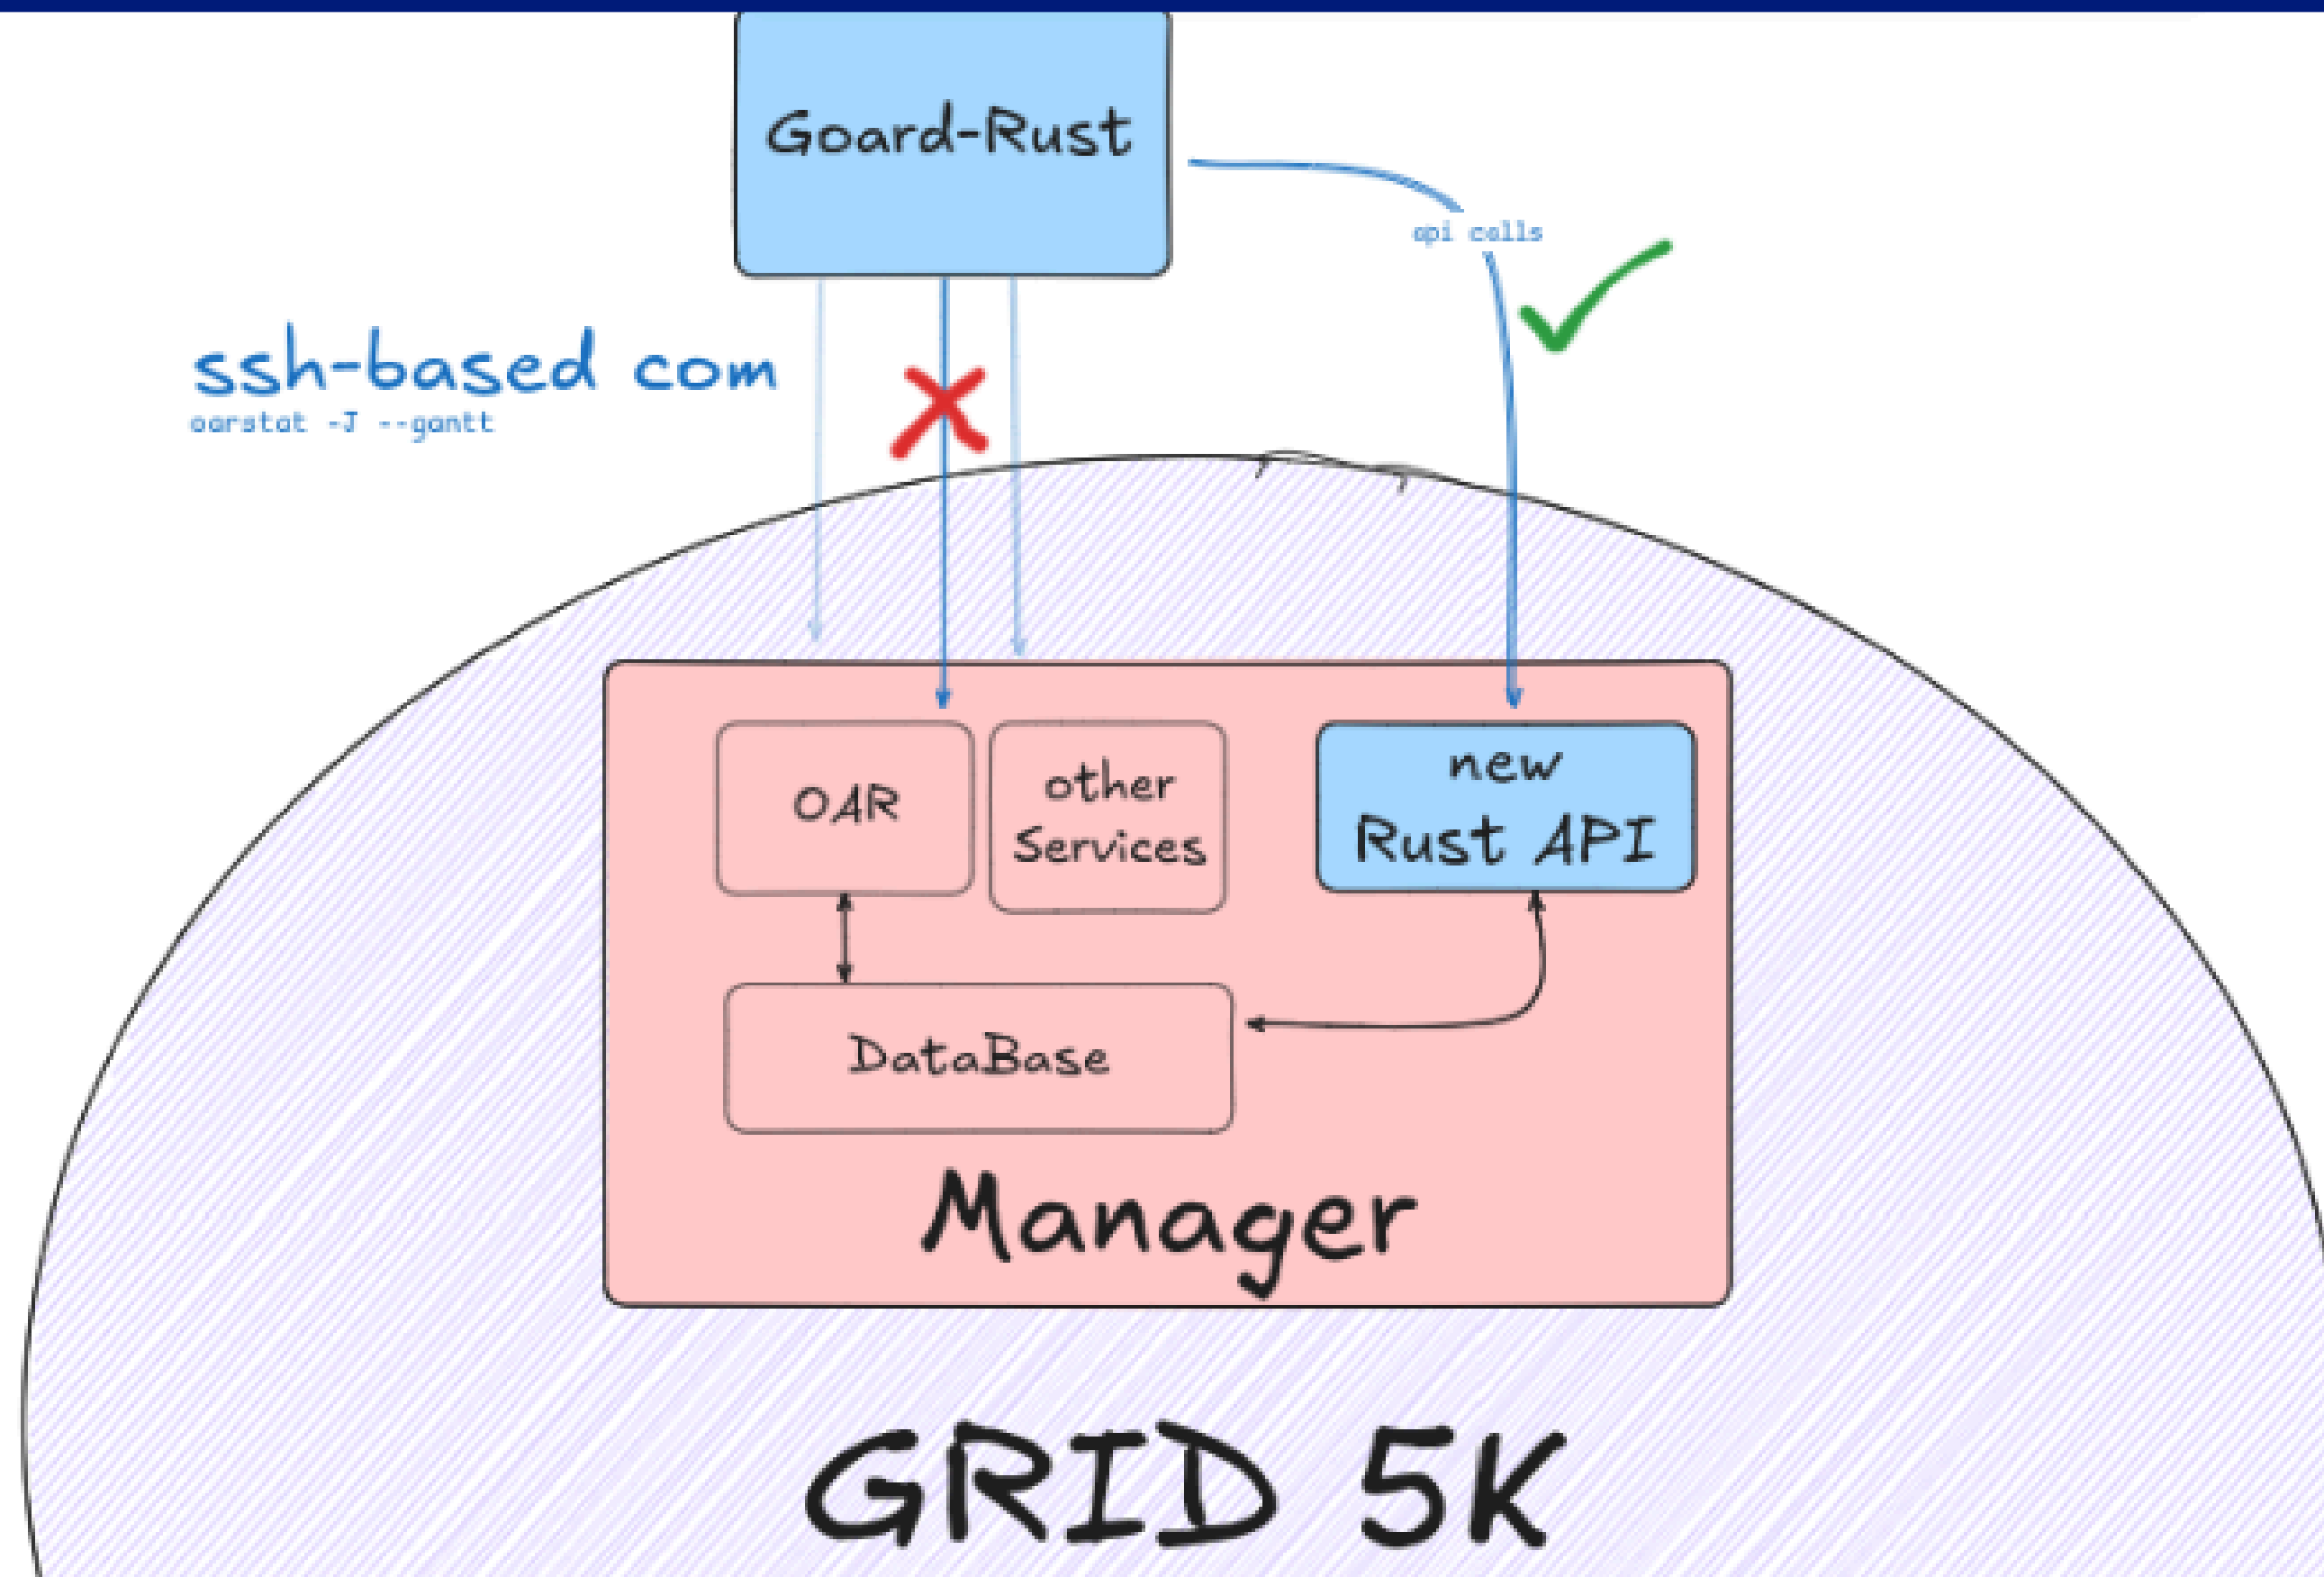 Goard-Rust
api calls
ssh-based com
oarstat -J --gantt
OAR
other
Services
new
Rust API
DataBase
Manager
GRID 5K